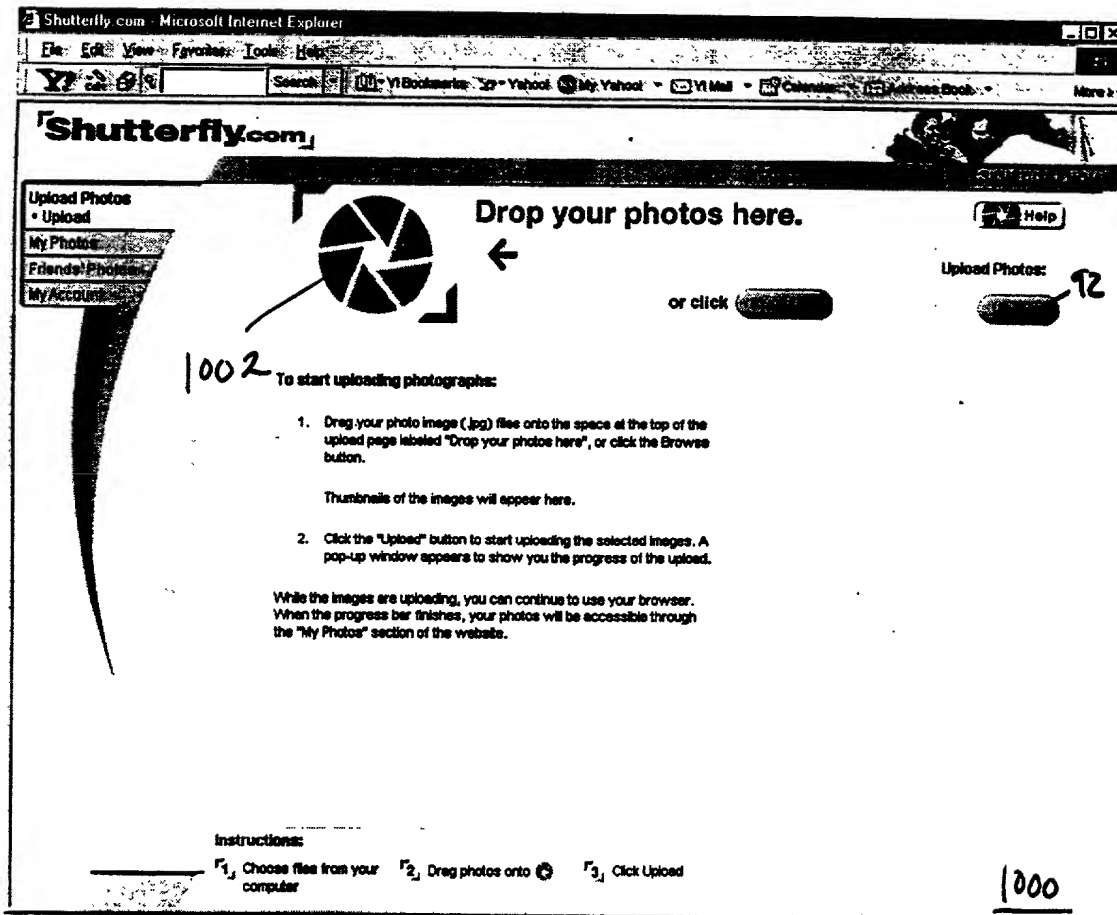 Shutterfly.com - Microsoft Internet Explorer
File Edit View Favorites Tools Help
Y! Search Y! Bookmarks Yahoo! My Yahoo! Y! Mail Calendar Address Book More
Shutterfly.com
Upload Photos
• Upload
My Photos
Friends' Photos
My Account
Drop your photos here.
Help
Upload Photos:
or click
92
1002
To start uploading photographs:
1. Drag your photo image (.jpg) files onto the space at the top of the
upload page labeled "Drop your photos here", or click the Browse
button.
Thumbnails of the images will appear here.
2. Click the "Upload" button to start uploading the selected images. A
pop-up window appears to show you the progress of the upload.
While the images are uploading, you can continue to use your browser.
When the progress bar finishes, your photos will be accessible through
the "My Photos" section of the website.
Instructions:
1 Choose files from your
computer
2 Drag photos onto
3 Click Upload
1000